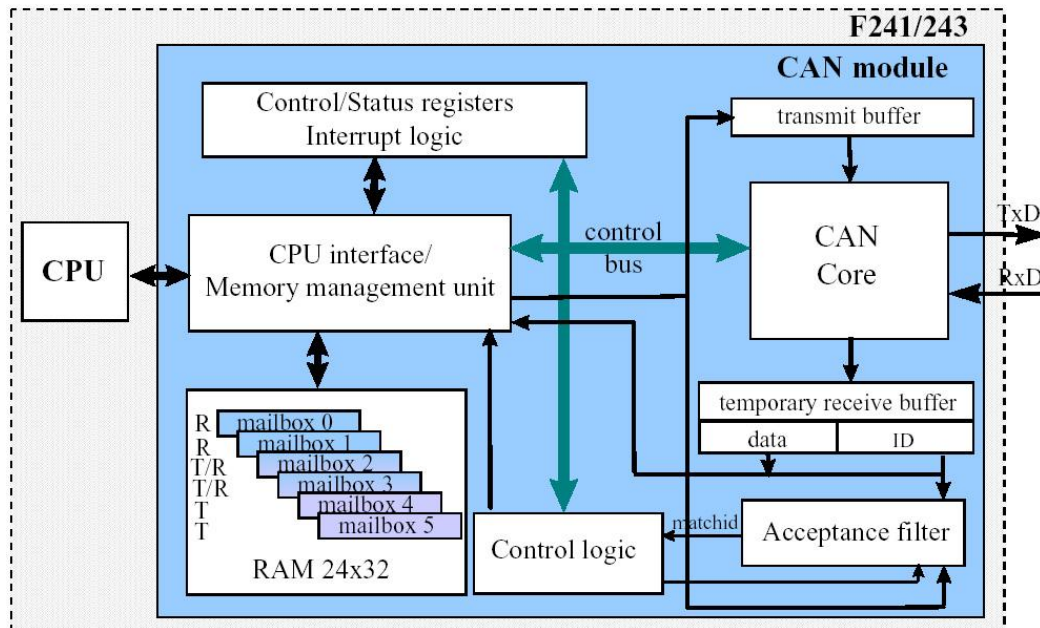 F241/243
CAN module
Control/Status registers
Interrupt logic
transmit buffer
CPU
CPU interface/
Memory management unit
control
bus
CAN
Core
TxD
RxD
temporary receive buffer
data
ID
R mailbox 0
R mailbox 1
T/R mailbox 2
T/R mailbox 3
T mailbox 4
T mailbox 5
RAM 24x32
Control logic
matchid
Acceptance filter